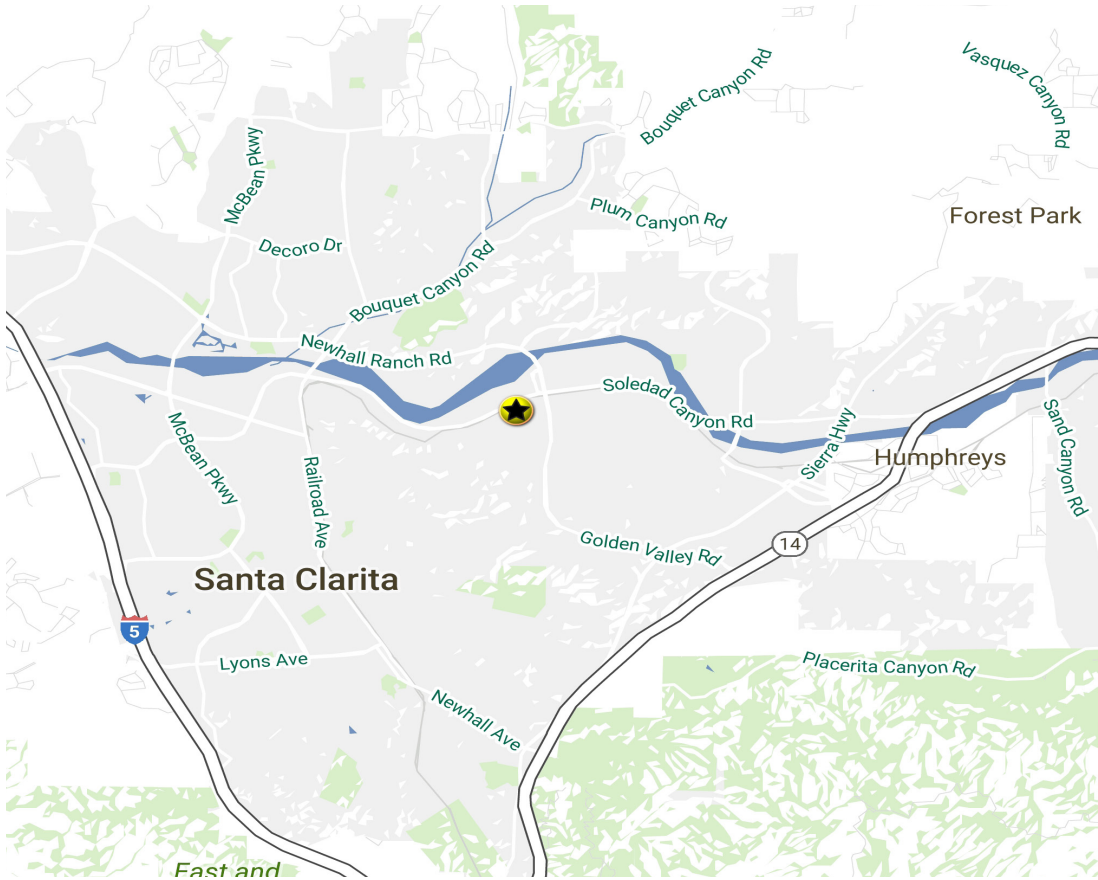 Bouquet Canyon Rd
Vasquez Canyon Rd
McBean Pkwy
Plum Canyon Rd
Forest Park
Decoro Dr
Bouquet Canyon Rd
Newhall Ranch Rd
Soledad Canyon Rd
McBean Pkwy
Sierra Hwy
Sand Canyon Rd
Humphreys
Railroad Ave
Golden Valley Rd
14
Santa Clarita
5
Lyons Ave
Placerita Canyon Rd
Newhall Ave
East and